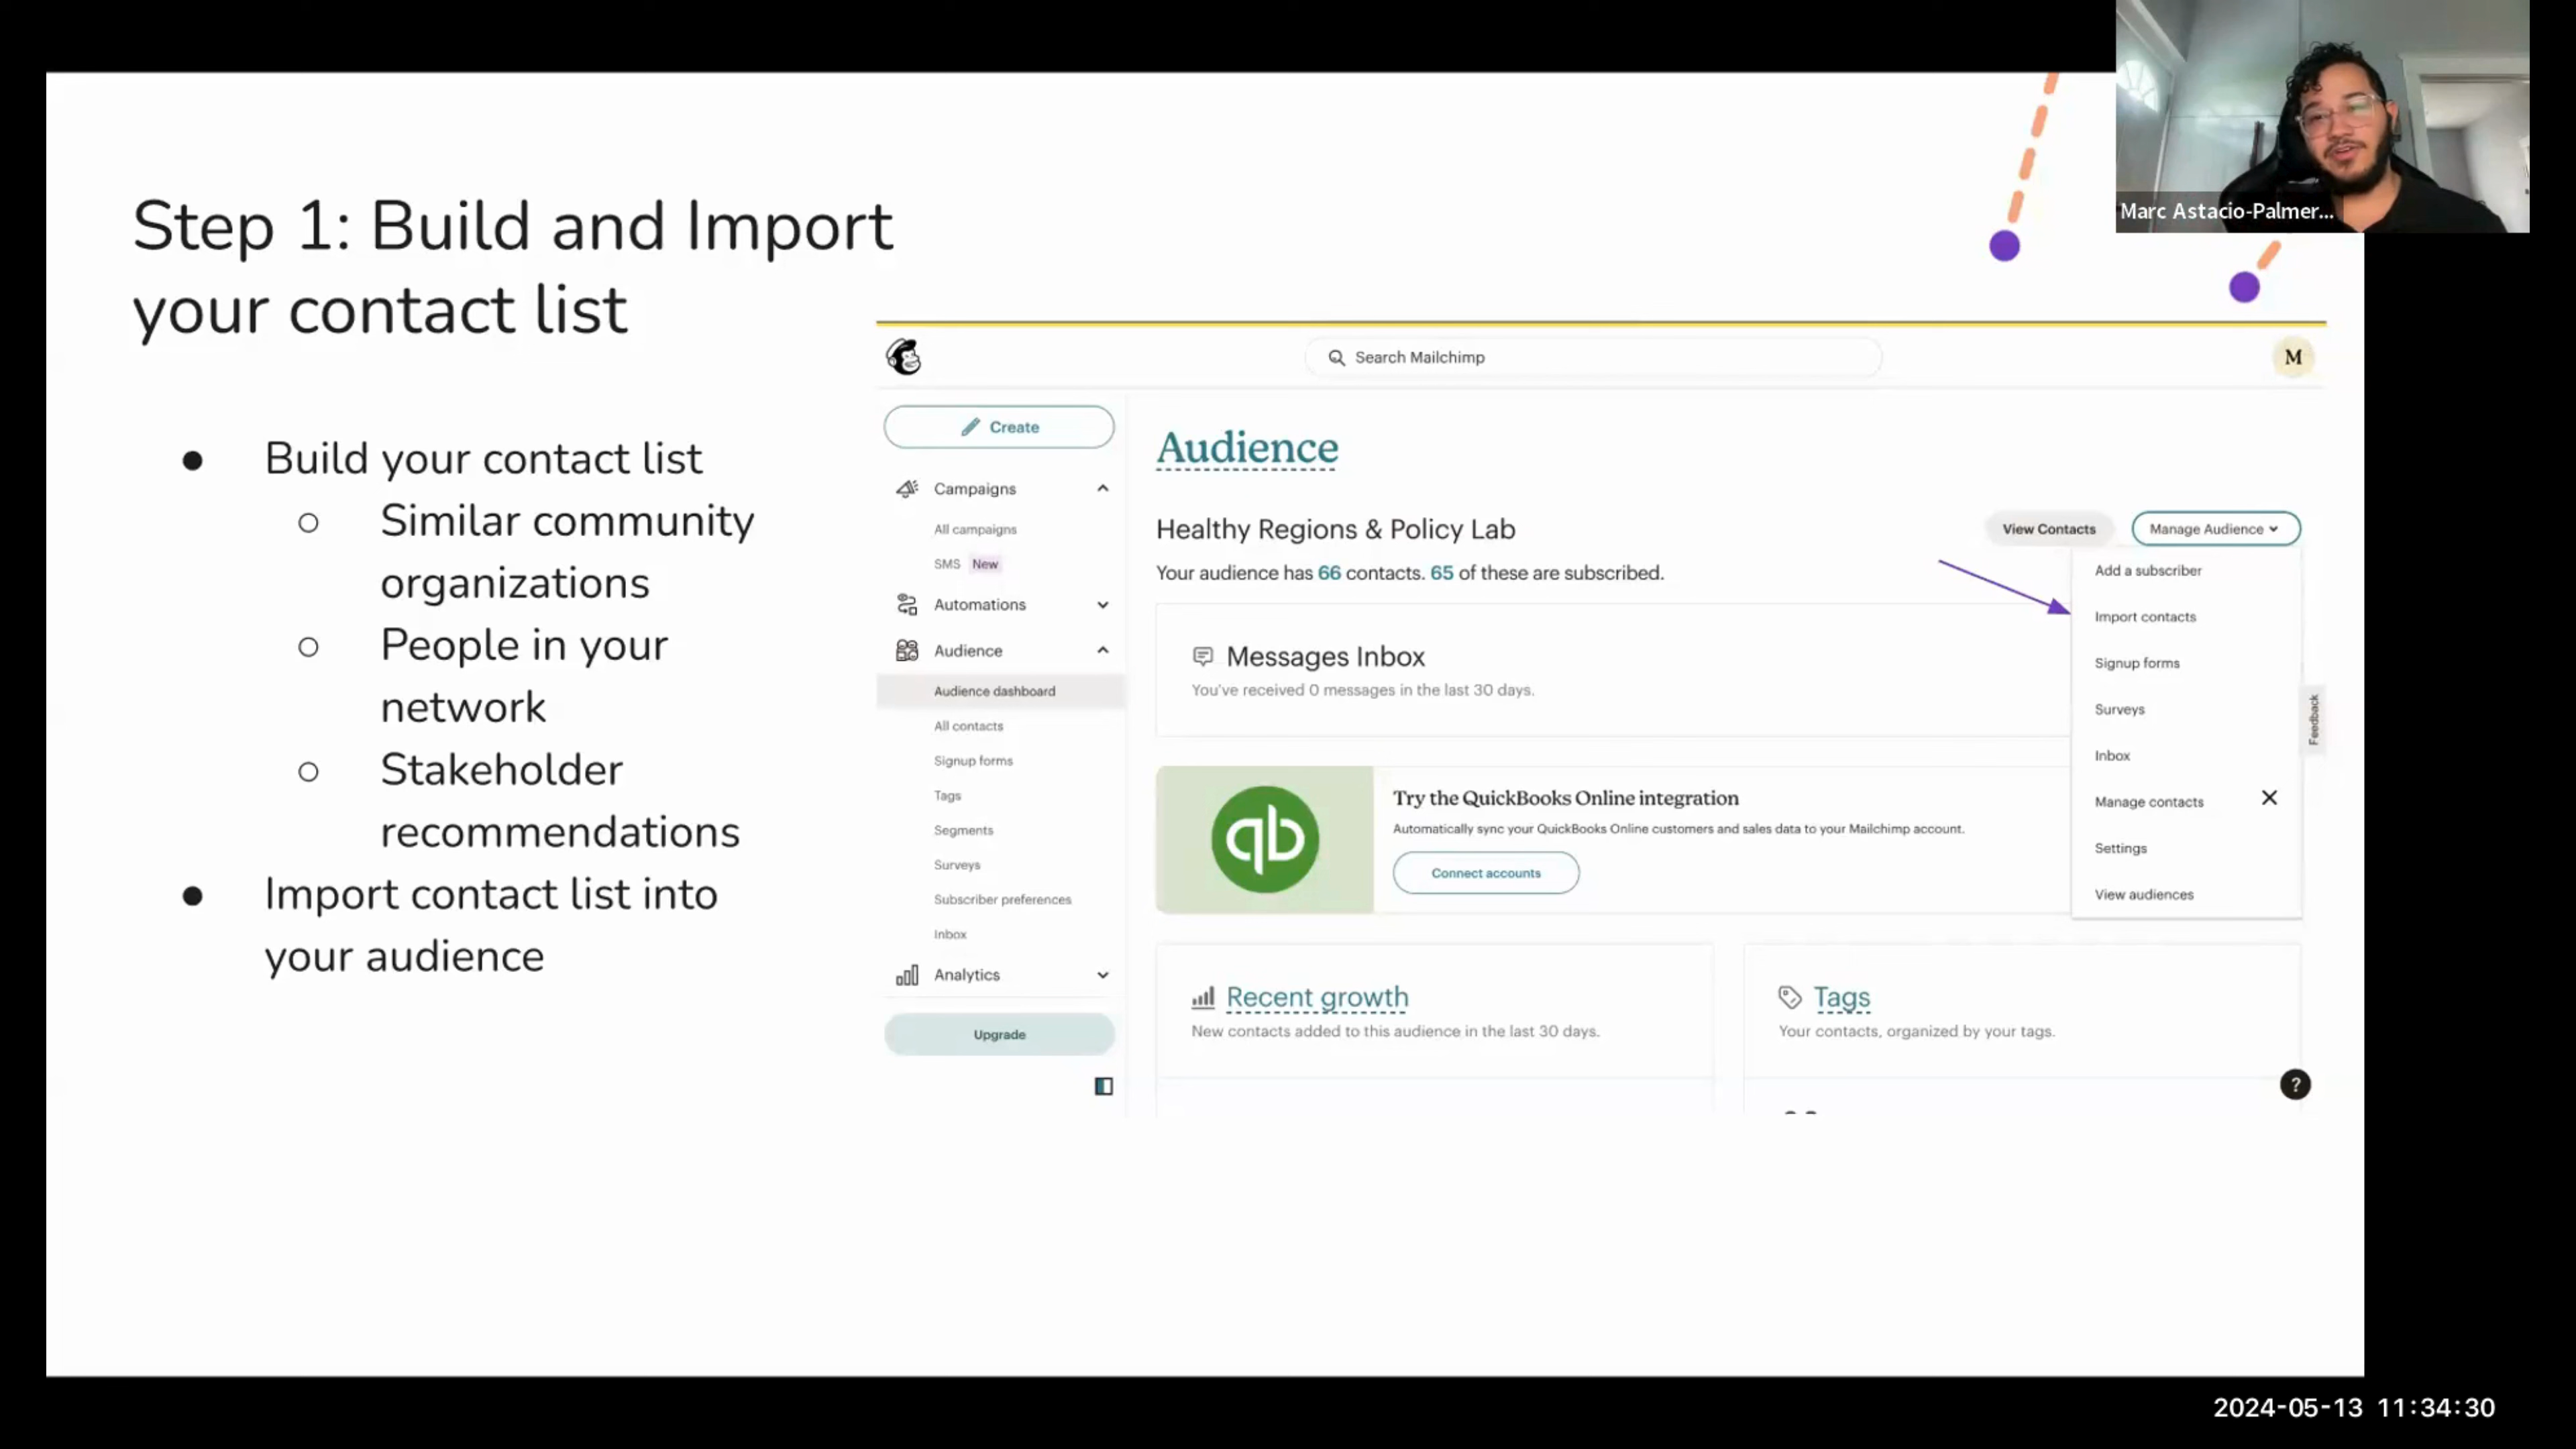 Marc Astacio-Palmer...
Step 1: Build and Import
your contact list
● Build your contact list
○ Similar community
organizations
○ People in your
network
○ Stakeholder
recommendations
● Import contact list into
your audience
Search Mailchimp
M
Create
Campaigns
All campaigns
SMS New
Automations
Audience
Audience dashboard
All contacts
Signup forms
Tags
Segments
Surveys
Subscriber preferences
Inbox
Analytics
Upgrade
Audience
Healthy Regions & Policy Lab
Your audience has 66 contacts. 65 of these are subscribed.
View Contacts
Manage Audience
Add a subscriber
Import contacts
Signup forms
Surveys
Inbox
Manage contacts
Settings
View audiences
Feedback
Messages Inbox
You've received 0 messages in the last 30 days.
qb
Try the QuickBooks Online integration
Automatically sync your QuickBooks Online customers and sales data to your Mailchimp account.
Connect accounts
Recent growth
New contacts added to this audience in the last 30 days.
Tags
Your contacts, organized by your tags.
?
2024-05-13 11:34:30